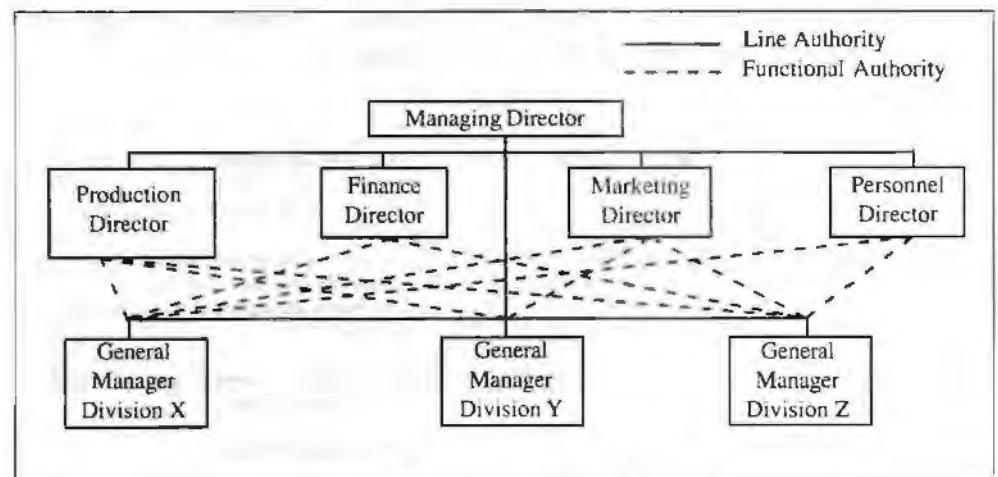 Line Authority
Functional Authority
Managing Director
Production
Director
Finance
Director
Marketing
Director
Personnel
Director
General
Manager
Division X
General
Manager
Division Y
General
Manager
Division Z